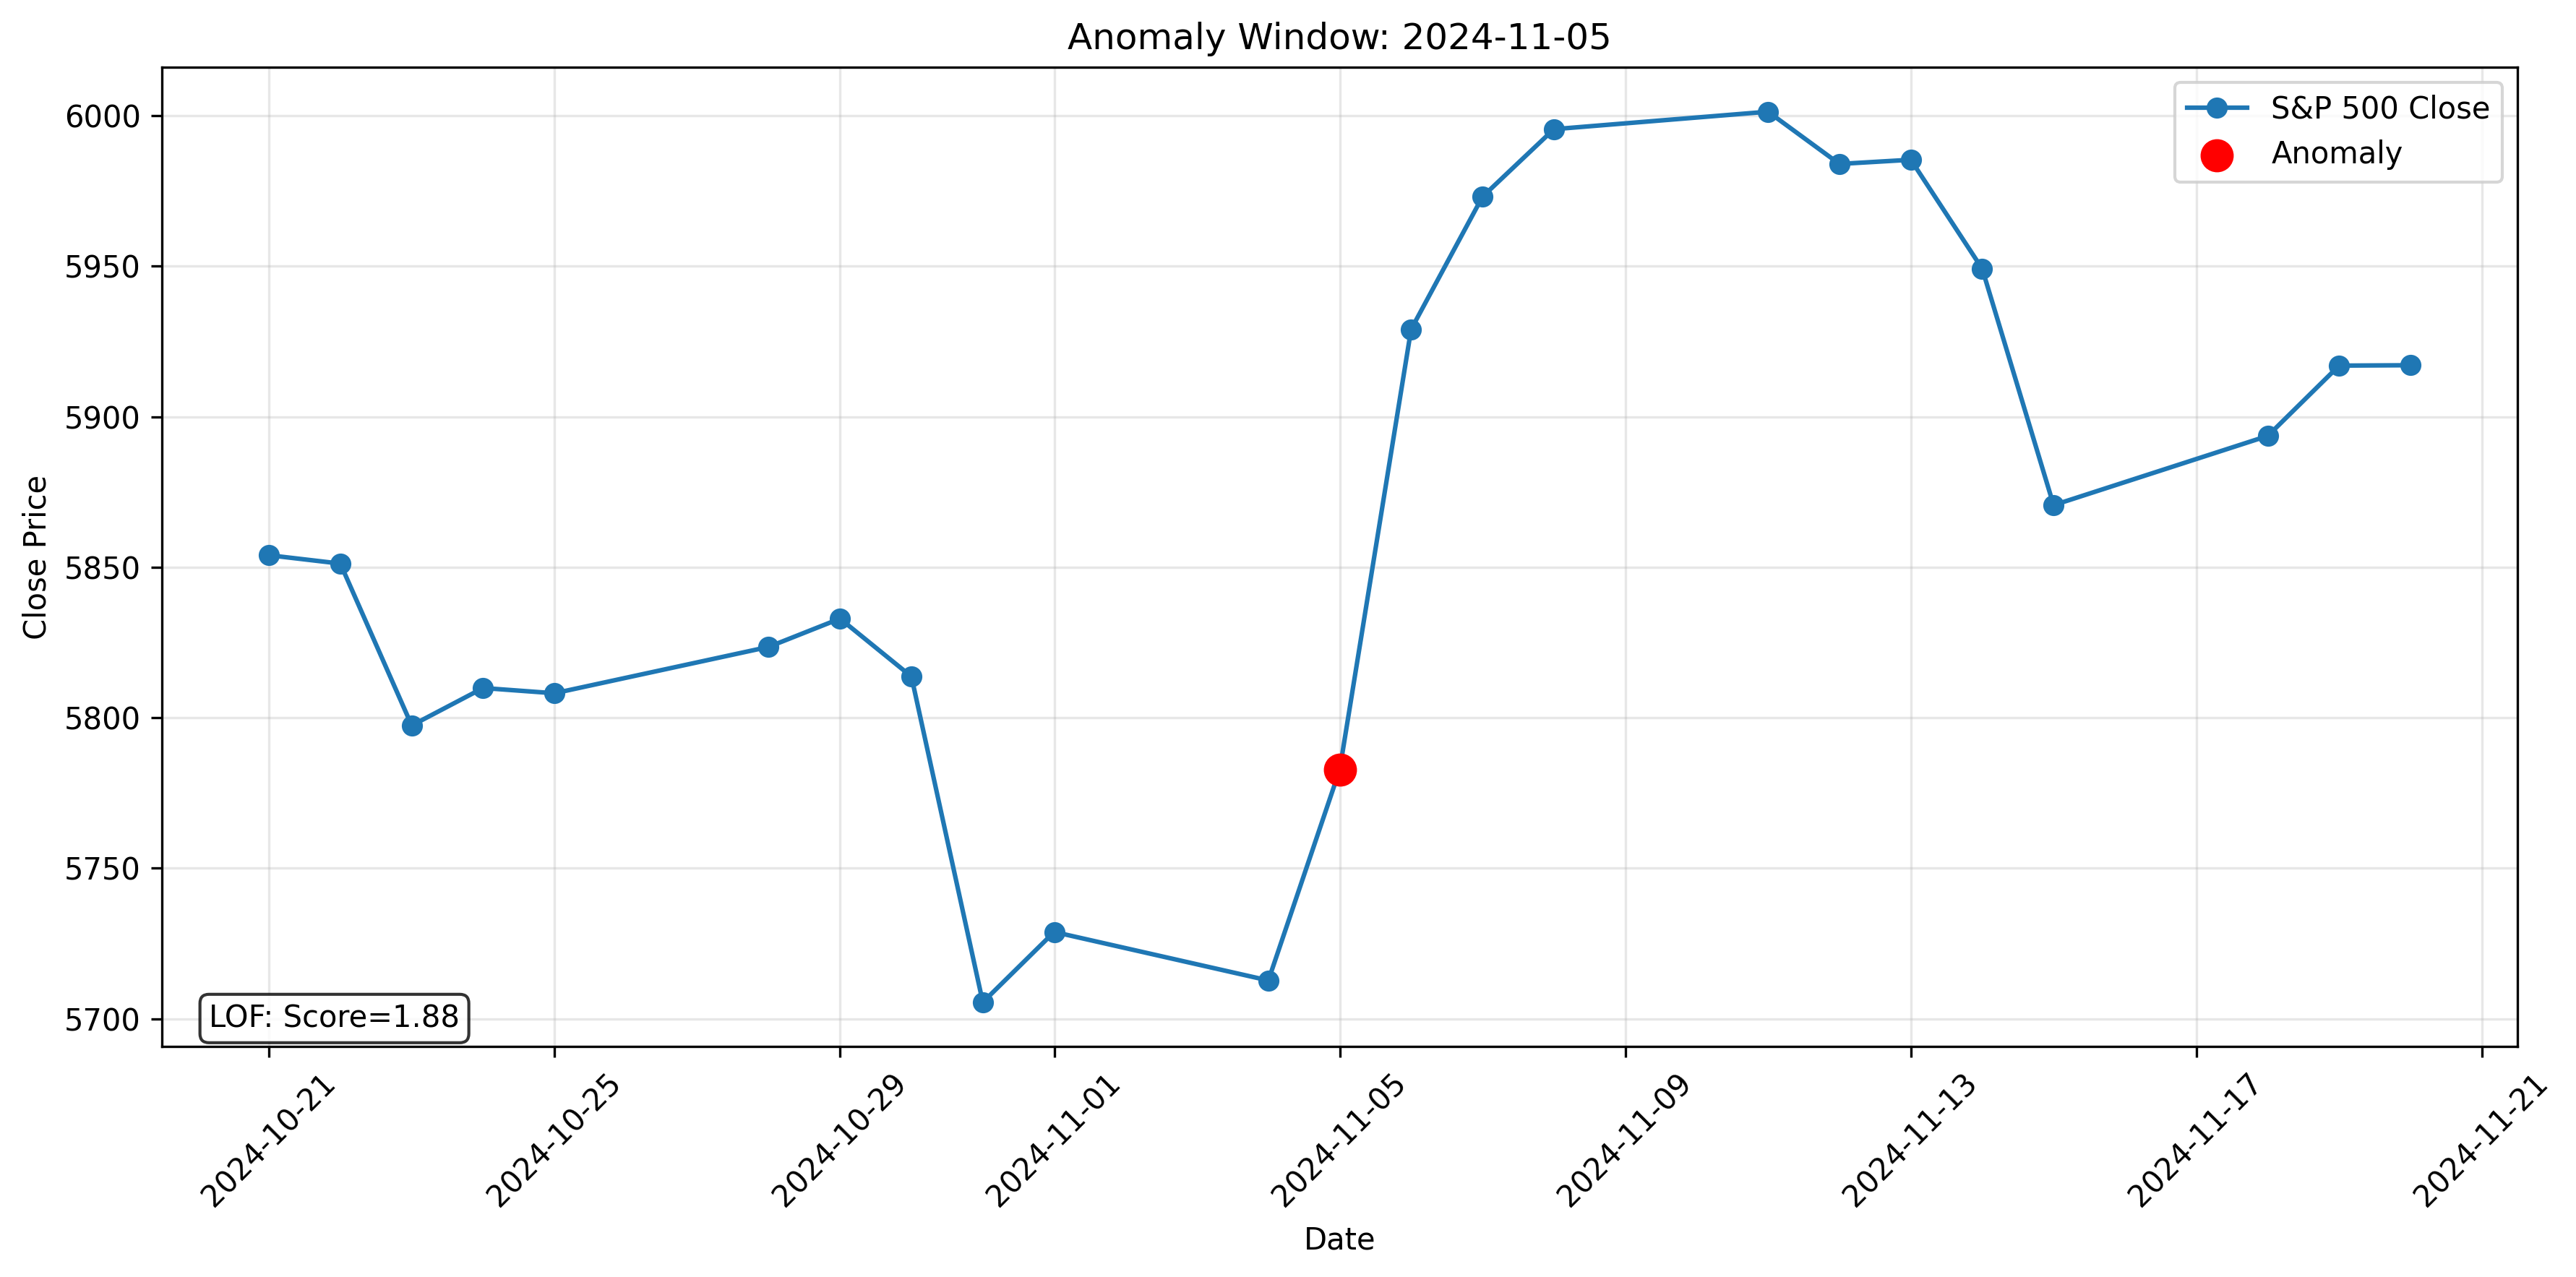 Anomaly Window: 2024-11-05
S&P 500 Close
Anomaly
Close Price
6000
5950
5900
5850
5800
5750
5700
LOF: Score=1.88
2024-10-21
2024-10-25
2024-10-29
2024-11-01
2024-11-05
2024-11-09
2024-11-13
2024-11-17
2024-11-21
Date